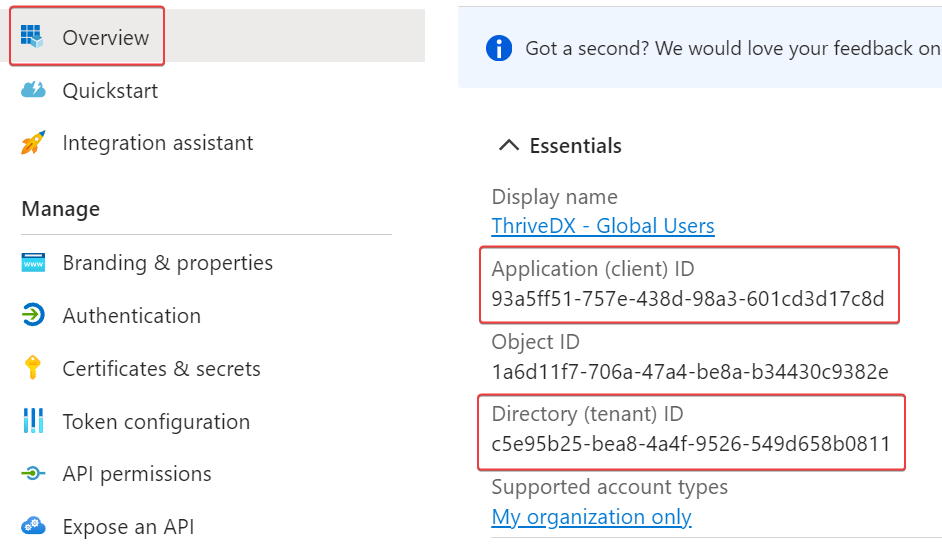 Overview
Quickstart
Integration assistant
Manage
Branding & properties
www
Authentication
Certificates & secrets
Token configuration
API permissions
Expose an API
Got a second? We would love your feedback on
Essentials
Display name
ThriveDX - Global Users
Application (client) ID
93a5ff51-757e-438d-98a3-601cd3d17c8d
Object ID
1a6d11f7-706a-47a4-be8a-b34430c9382e
Directory (tenant) ID
c5e95b25-bea8-4a4f-9526-549d658b0811
Supported account types
My organization only